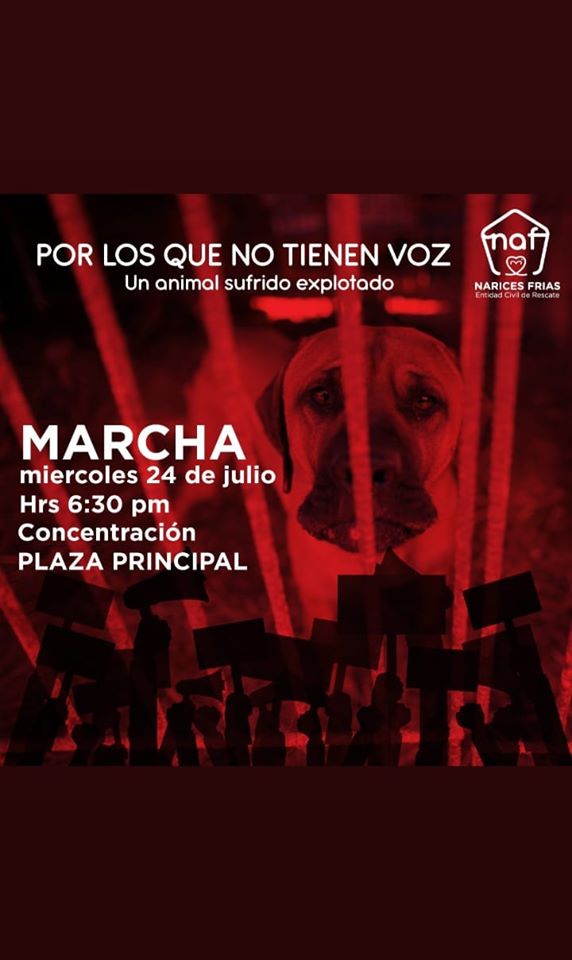 POR LOS QUE NO TIENEN VOZ
Un animal sufrido explotado
naf
NARICES FRIAS
Entidad Civil de Rescate
MARCHA
miercoles 24 de julio
Hrs 6:30 pm
Concentración
PLAZA PRINCIPAL